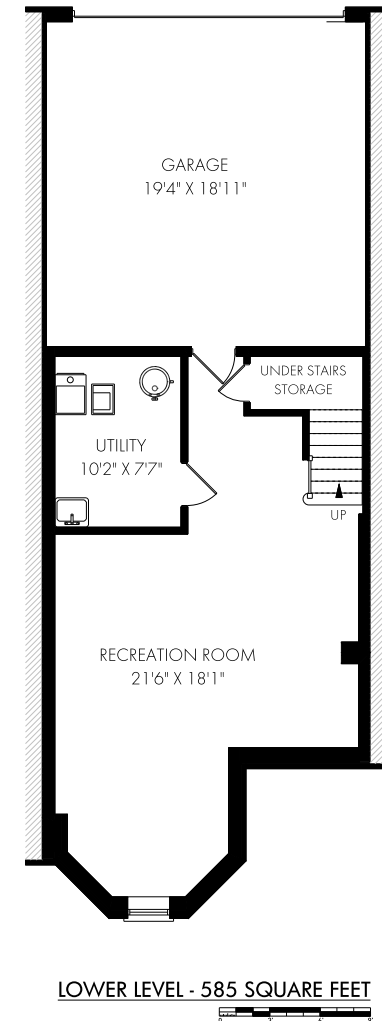 GARAGE
19'4" X 18'11"
UNDER STAIRS
STORAGE
UTILITY
10'2" X 7'7"
UP
RECREATION ROOM
21'6" X 18'1"
LOWER LEVEL - 585 SQUARE FEET